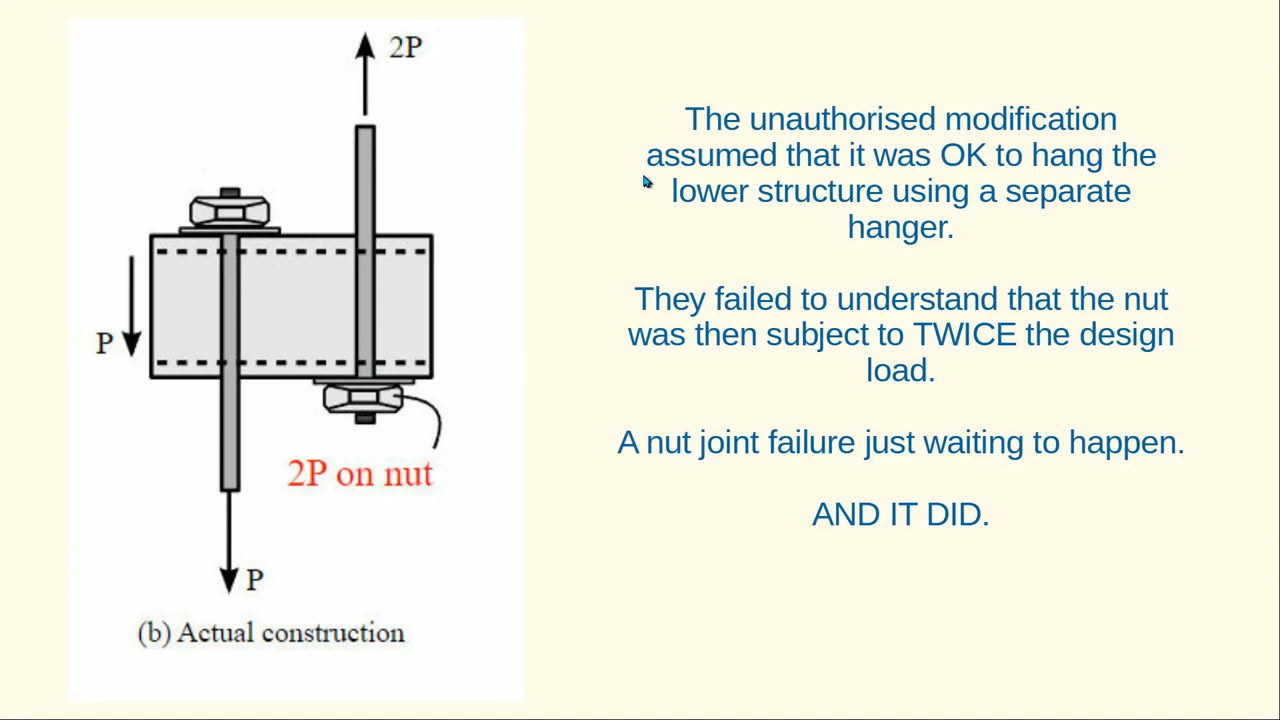 2P
P
2P on nut
P
(b) Actual construction
The unauthorised modification
assumed that it was OK to hang the
lower structure using a separate
hanger.
They failed to understand that the nut
was then subject to TWICE the design
load.
A nut joint failure just waiting to happen.
AND IT DID.